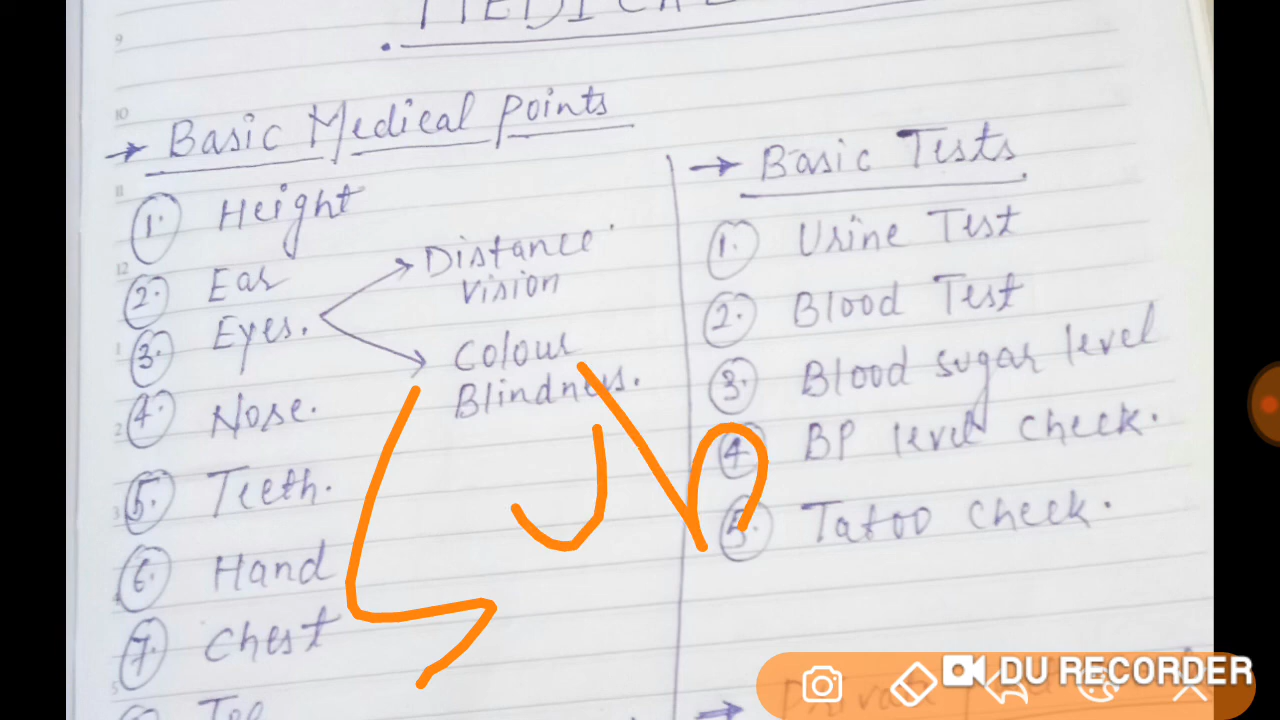 MEDICAL
→ Basic Medical points
1. Height
2. Ear
3. Eyes.
Distance
vision
Colour
Blindness.
4. Nose.
5. Teeth.
6. Hand
7. Chest
→ Basic Tests
1. Urine Test
2. Blood Test
3. Blood sugar level
4. BP level check.
5. Tatoo check.
→ Private
DU RECORDER